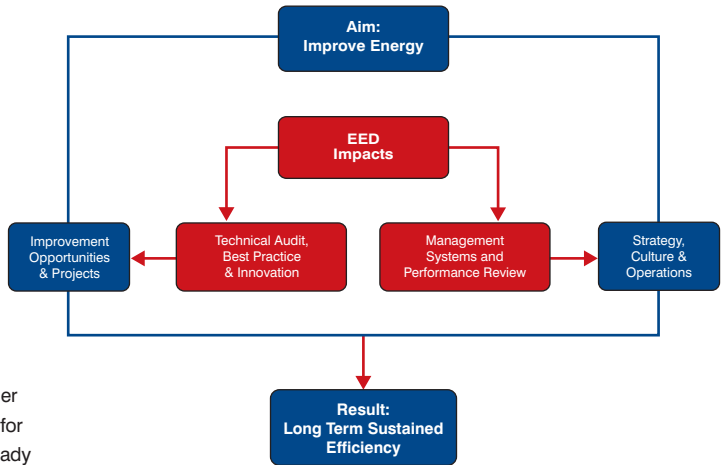 Aim:
Improve Energy
EED
Impacts
Improvement
Opportunities
& Projects
Technical Audit,
Best Practice
& Innovation
Management
Systems and
Performance Review
Strategy,
Culture &
Operations
er
for
ady
Result:
Long Term Sustained
Efficiency